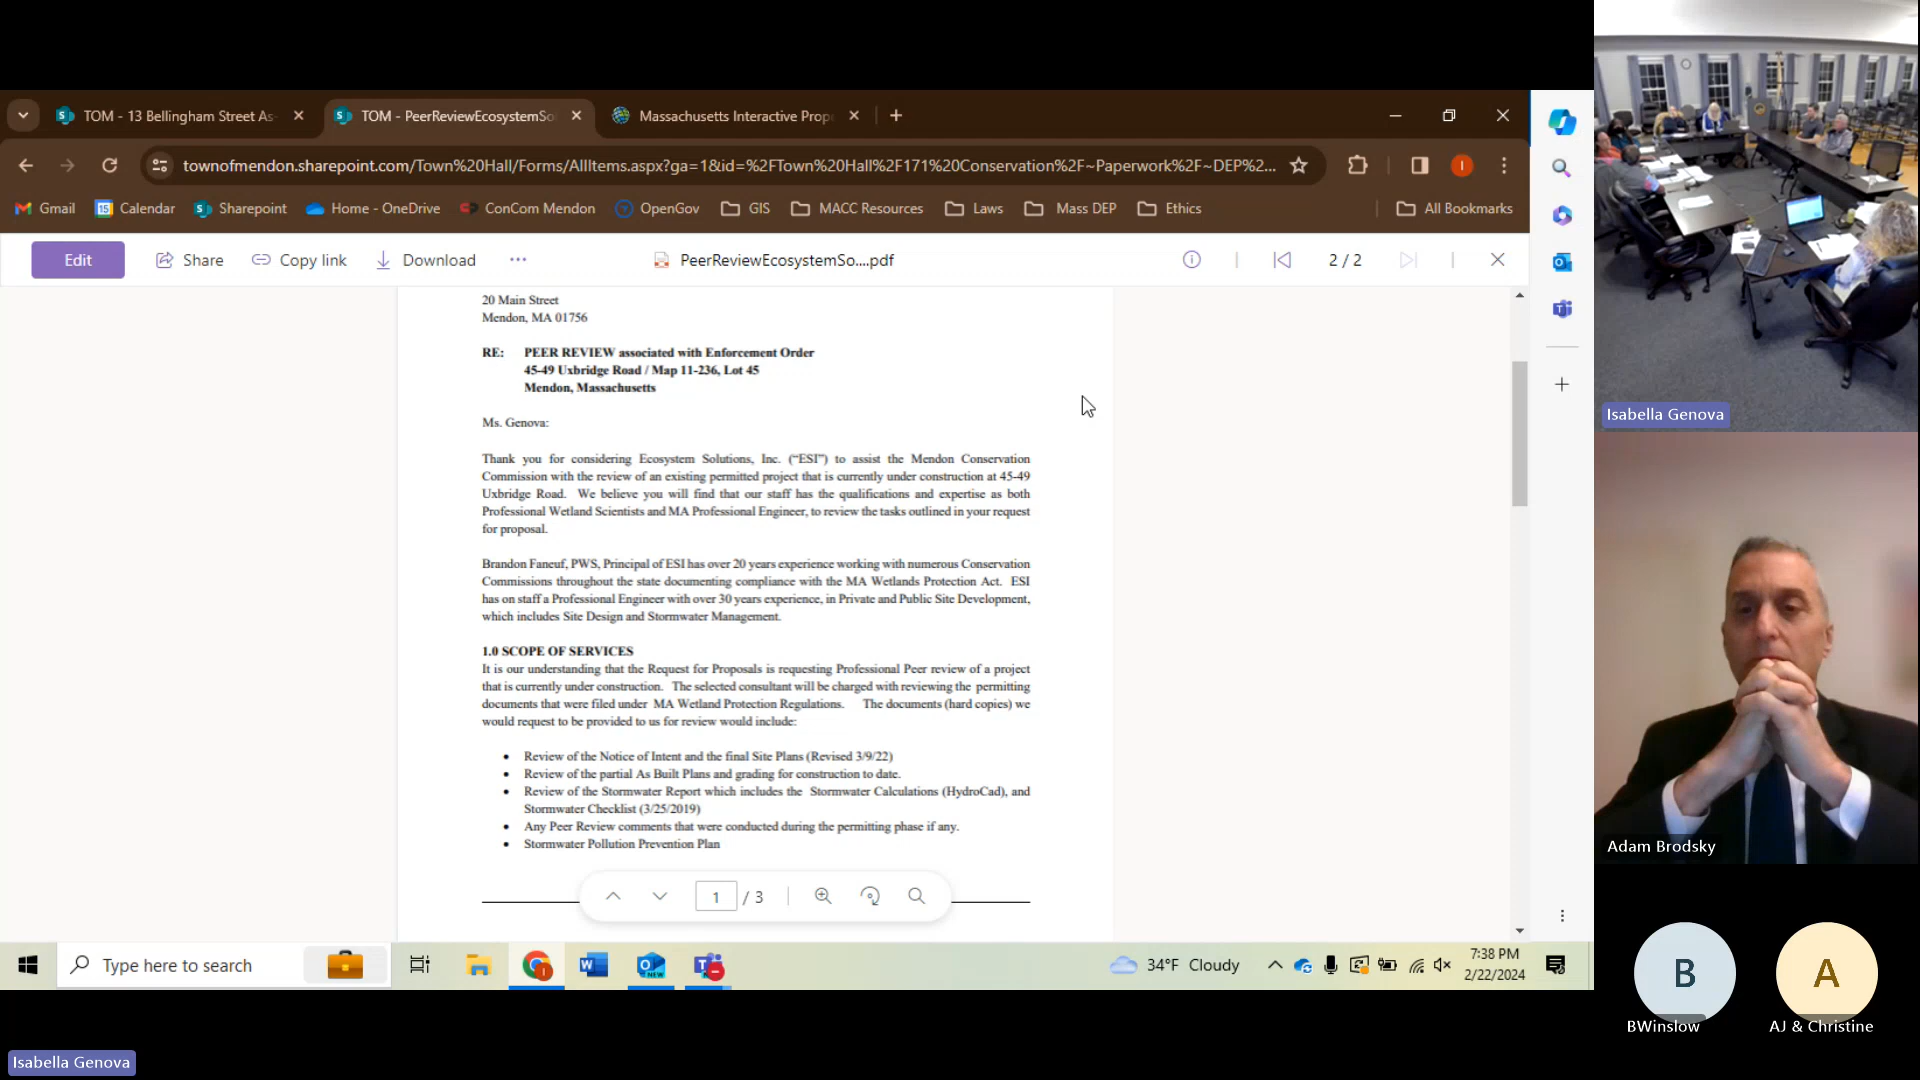 TOM - 13 Bellingham Street As
TOM - PeerReviewEcosystemSo
Massachusetts Interactive Prop
townofmendon.sharepoint.com/Town%20Hall/Forms/AllItems.aspx?ga=1&id=%2FTown%20Hall%2F171%20Conservation%2F~Paperwork%2F~DEP%2...
I
Gmail
15 Calendar
Sharepoint
Home - OneDrive
ConCom Mendon
OpenGov
GIS
MACC Resources
Laws
Mass DEP
Ethics
All Bookmarks
Edit
Share
Copy link
Download
...
PeerReviewEcosystemSo....pdf
2 / 2
20 Main Street
Mendon, MA 01756
RE: PEER REVIEW associated with Enforcement Order
45-49 Uxbridge Road / Map 11-236, Lot 45
Mendon, Massachusetts
Ms. Genova:
Thank you for considering Ecosystem Solutions, Inc. (“ESI”) to assist the Mendon Conservation
Commission with the review of an existing permitted project that is currently under construction at 45-49
Uxbridge Road. We believe you will find that our staff has the qualifications and expertise as both
Professional Wetland Scientists and MA Professional Engineer, to review the tasks outlined in your request
for proposal.
Brandon Faneuf, PWS, Principal of ESI has over 20 years experience working with numerous Conservation
Commissions throughout the state documenting compliance with the MA Wetlands Protection Act. ESI
has on staff a Professional Engineer with over 30 years experience, in Private and Public Site Development,
which includes Site Design and Stormwater Management.
1.0 SCOPE OF SERVICES
It is our understanding that the Request for Proposals is requesting Professional Peer review of a project
that is currently under construction. The selected consultant will be charged with reviewing the permitting
documents that were filed under MA Wetland Protection Regulations. The documents (hard copies) we
would request to be provided to us for review would include:
• Review of the Notice of Intent and the final Site Plans (Revised 3/9/22)
• Review of the partial As Built Plans and grading for construction to date.
• Review of the Stormwater Report which includes the Stormwater Calculations (HydroCad), and
Stormwater Checklist (3/25/2019)
• Any Peer Review comments that were conducted during the permitting phase if any.
• Stormwater Pollution Prevention Plan
1 / 3
Type here to search
NEW
34°F Cloudy
7:38 PM
2/22/2024
Isabella Genova
Isabella Genova
Adam Brodsky
B
BWinslow
A
AJ & Christine